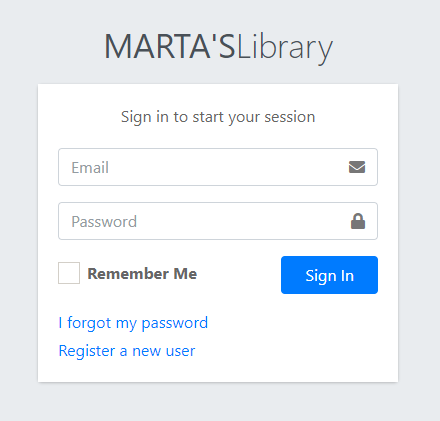 MARTA'SLibrary
Sign in to start your session
Email
Password
Remember Me
Sign In
I forgot my password
Register a new user